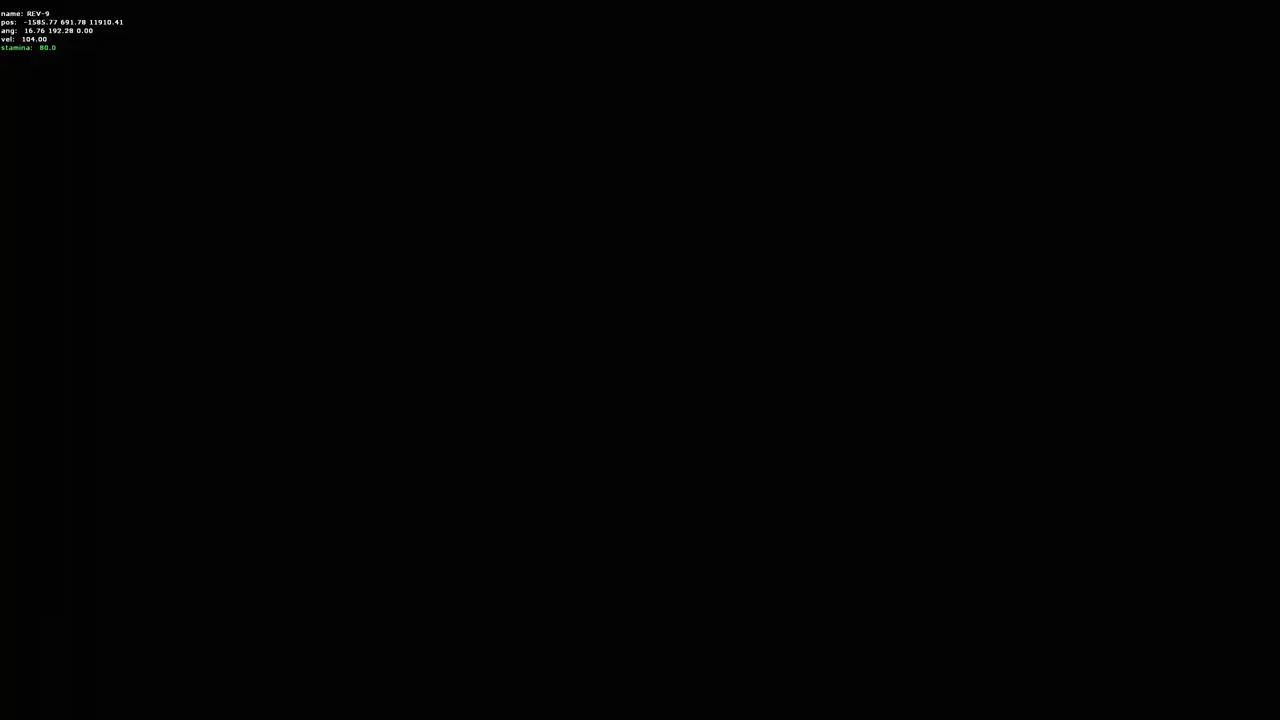 name: REV-9
pos: -1585.77 691.78 11910.41
ang: 16.76 192.28 0.00
vel: 104.00
stamina: 80.0